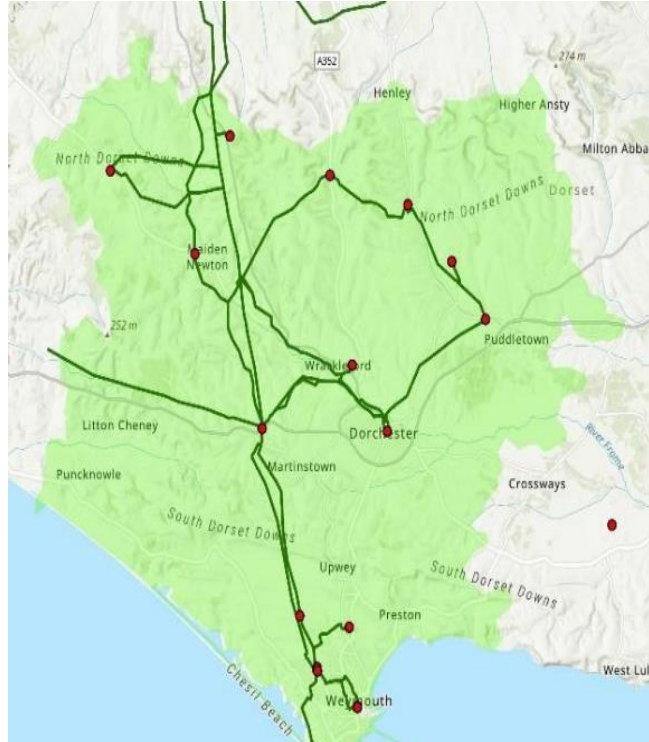 A352
274 m
Henley
Higher Ansty
Milton Abba
North Dorset Downs
North Dorset Downs
Dorset
Maiden
Newton
252 m
Puddletown
Wrackleford
Litton Cheney
Dorchester
River Frome
Martinstown
Puncknowle
Crossways
South Dorset Downs
South Dorset Downs
Upwey
Preston
West Lul
Chesil Beach
Weymouth